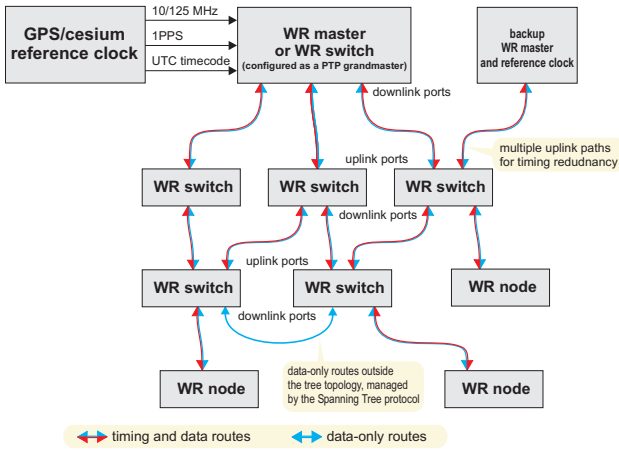 GPS/cesium
reference clock
10/125 MHz
1PPS
UTC timecode
WR master
or WR switch
(configured as a PTP grandmaster)
backup
WR master
and reference clock
downlink ports
multiple uplink paths
for timing redudnancy
uplink ports
WR switch
WR switch
WR switch
downlink ports
uplink ports
WR switch
WR switch
WR node
downlink ports
data-only routes outside
the tree topology, managed
by the Spanning Tree protocol
WR node
WR node
timing and data routes
data-only routes